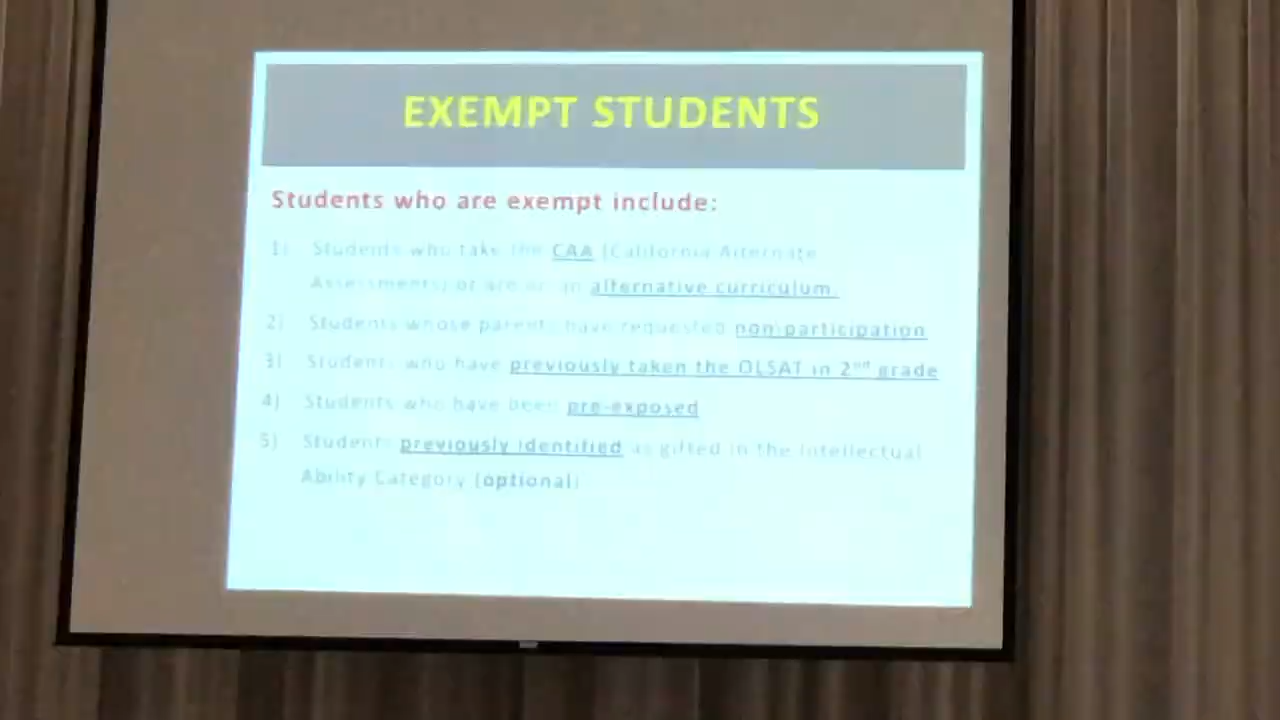 EXEMPT STUDENTS
Students who are exempt include:
1) Students who take the CAA (California Alternate
Assessments) or are on an alternative curriculum.
2) Students whose parents have requested non-participation
3) Students who have previously taken the OLSAT in 2nd grade
4) Students who have been pre-exposed
5) Students previously identified as gifted in the Intellectual
Ability Category (optional)